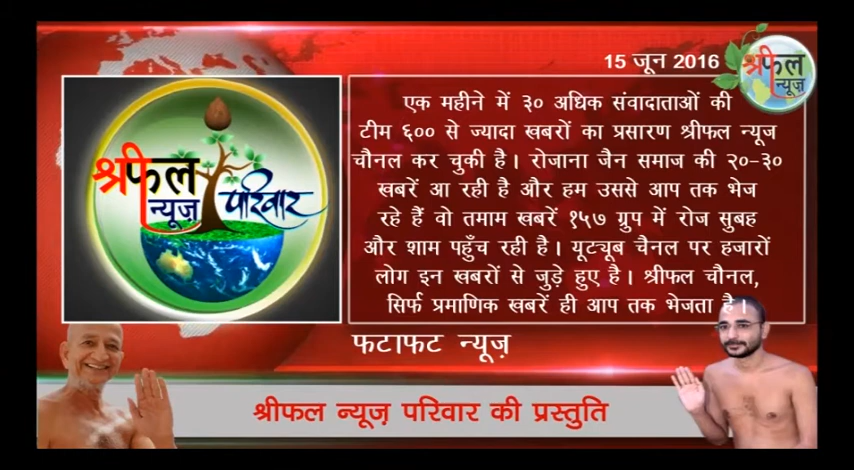 15 जून 2016
श्रीफल
न्यूज़
श्रीफल
न्यूज़ परिवार
एक महीने में ३० अधिक संवादाताओं की
टीम ६०० से ज्यादा खबरों का प्रसारण श्रीफल न्यूज
चौनल कर चुकी है। रोजाना जैन समाज की २०-३०
खबरें आ रही है और हम उससे आप तक भेज
रहे हैं वो तमाम खबरें १५७ ग्रुप में रोज सुबह
और शाम पहुँच रही है। यूट्यूब चैनल पर हजारों
लोग इन खबरों से जुड़े हुए है। श्रीफल चौनल,
सिर्फ प्रमाणिक खबरें ही आप तक भेजता है।
फटाफट न्यूज़
श्रीफल न्यूज़ परिवार की प्रस्तुति